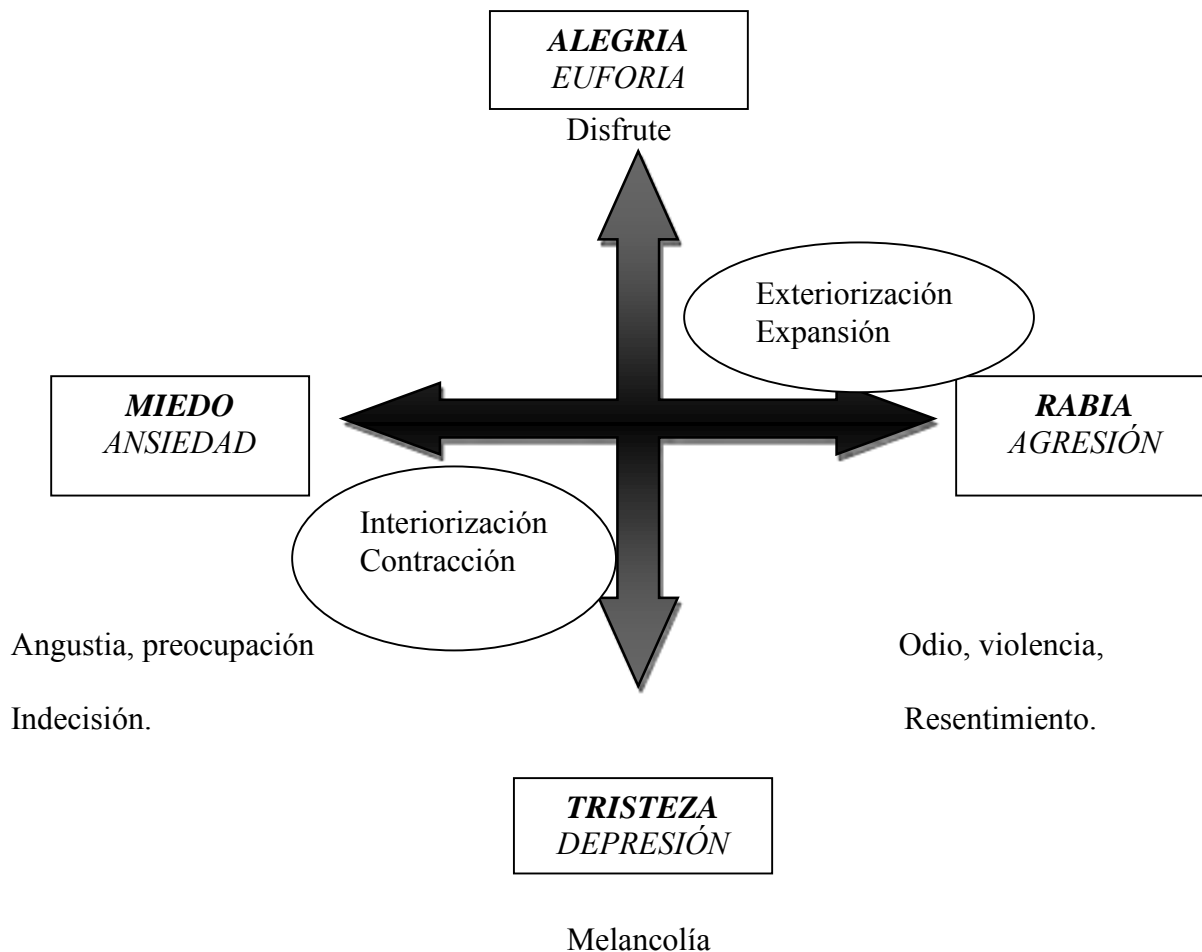 ALEGRIA
EUFORIA
Disfrute
Exteriorización
Expansión
MIEDO
ANSIEDAD
RABIA
AGRESIÓN
Interiorización
Contracción
Angustia, preocupación
Odio, violencia,
Indecisión.
Resentimiento.
TRISTEZA
DEPRESIÓN
Melancolía